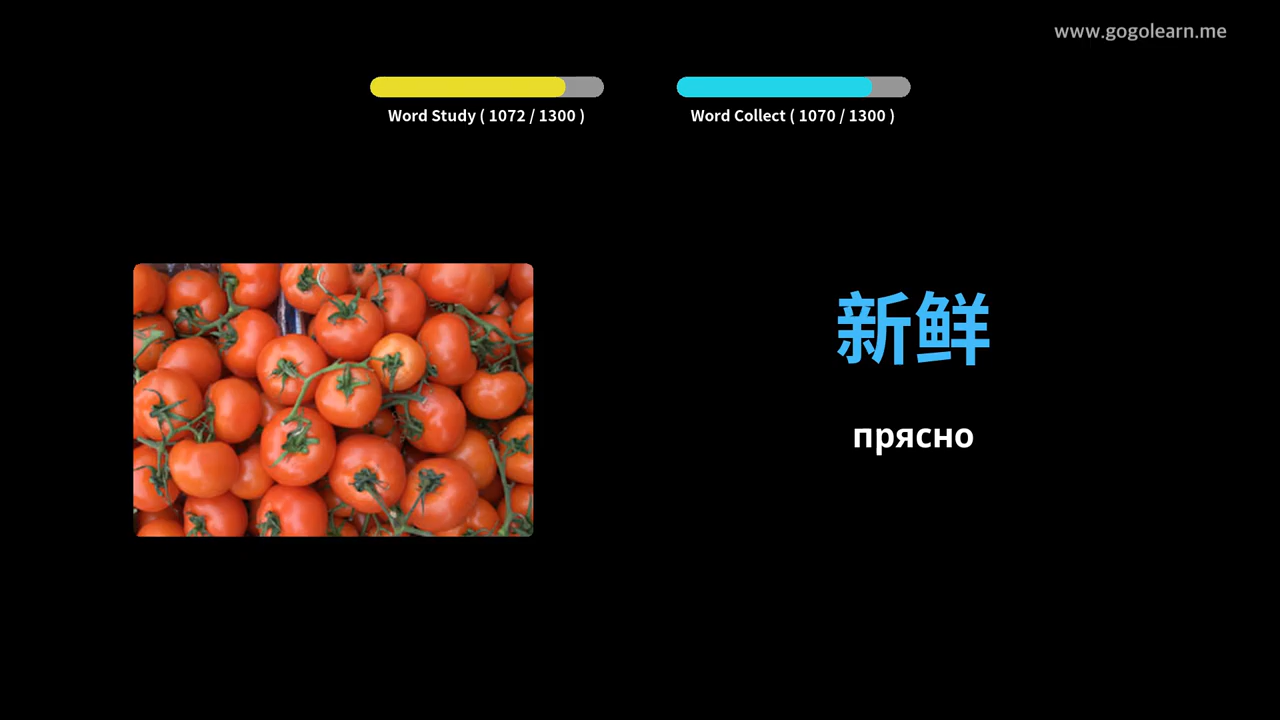 www.gogolearn.me
Word Study ( 1072 / 1300 )
Word Collect ( 1070 / 1300 )
新鲜
прясно